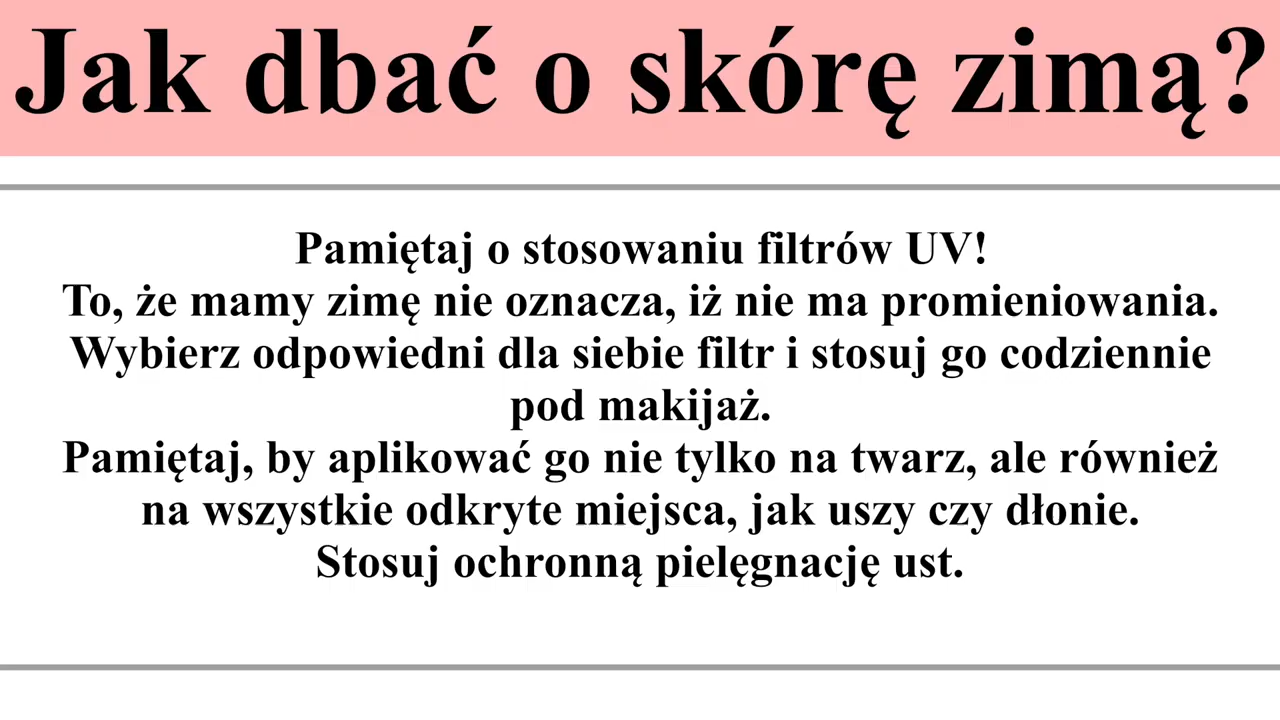 Jak dbać o skórę zimą?
Pamiętaj o stosowaniu filtrów UV!
To, że mamy zimę nie oznacza, iż nie ma promieniowania.
Wybierz odpowiedni dla siebie filtr i stosuj go codziennie
pod makijaż.
Pamiętaj, by aplikować go nie tylko na twarz, ale również
na wszystkie odkryte miejsca, jak uszy czy dłonie.
Stosuj ochronną pielęgnację ust.